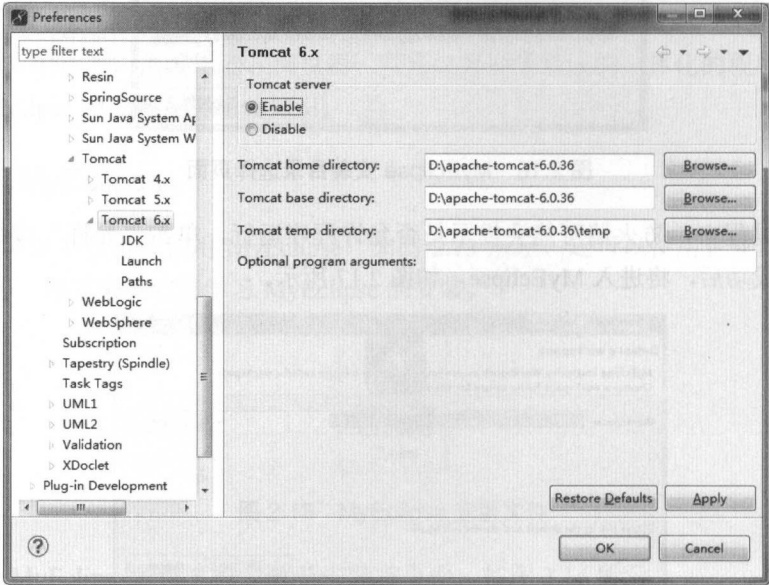 Preferences
type filter text
Resin
SpringSource
Sun Java System Ap
Sun Java System W
Tomcat
Tomcat 4.x
Tomcat 5.x
Tomcat 6.x
JDK
Launch
Paths
WebLogic
WebSphere
Subscription
Tapestry (Spindle)
Task Tags
UML1
UML2
Validation
XDoclet
Plug-in Development
Tomcat 6.x
Tomcat server
Enable
Disable
Tomcat home directory: D:\apache-tomcat-6.0.36 Browse...
Tomcat base directory: D:\apache-tomcat-6.0.36 Browse...
Tomcat temp directory: D:\apache-tomcat-6.0.36\temp Browse...
Optional program arguments:
Restore Defaults Apply
OK Cancel